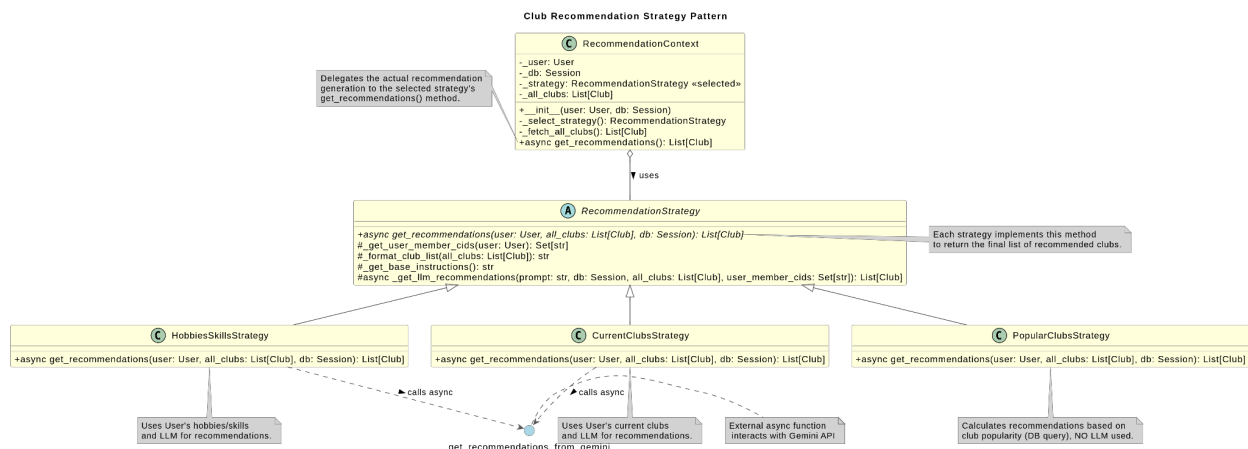 Club Recommendation Strategy Pattern
C RecommendationContext
-_user: User
-_db: Session
-_strategy: RecommendationStrategy «selected»
-_all_clubs: List[Club]
+__init__(user: User, db: Session)
-_select_strategy(): RecommendationStrategy
-_fetch_all_clubs(): List[Club]
+async get_recommendations(): List[Club]
Delegates the actual recommendation
generation to the selected strategy's
get_recommendations() method.
uses
A RecommendationStrategy
+async get_recommendations(user: User, all_clubs: List[Club], db: Session): List[Club]
#_get_user_member_cids(user: User): Set[str]
#_format_club_list(all_clubs: List[Club]): str
#_get_base_instructions(): str
#async _get_llm_recommendations(prompt: str, db: Session, all_clubs: List[Club], user_member_cids: Set[str]): List[Club]
Each strategy implements this method
to return the final list of recommended clubs.
C HobbiesSkillsStrategy
+async get_recommendations(user: User, all_clubs: List[Club], db: Session): List[Club]
C CurrentClubsStrategy
+async get_recommendations(user: User, all_clubs: List[Club], db: Session): List[Club]
C PopularClubsStrategy
+async get_recommendations(user: User, all_clubs: List[Club], db: Session): List[Club]
calls async
calls async
Uses User's hobbies/skills
and LLM for recommendations.
Uses User's current clubs
and LLM for recommendations.
External async function
interacts with Gemini API
Calculates recommendations based on
club popularity (DB query), NO LLM used.
get_recommendations_from_gemini